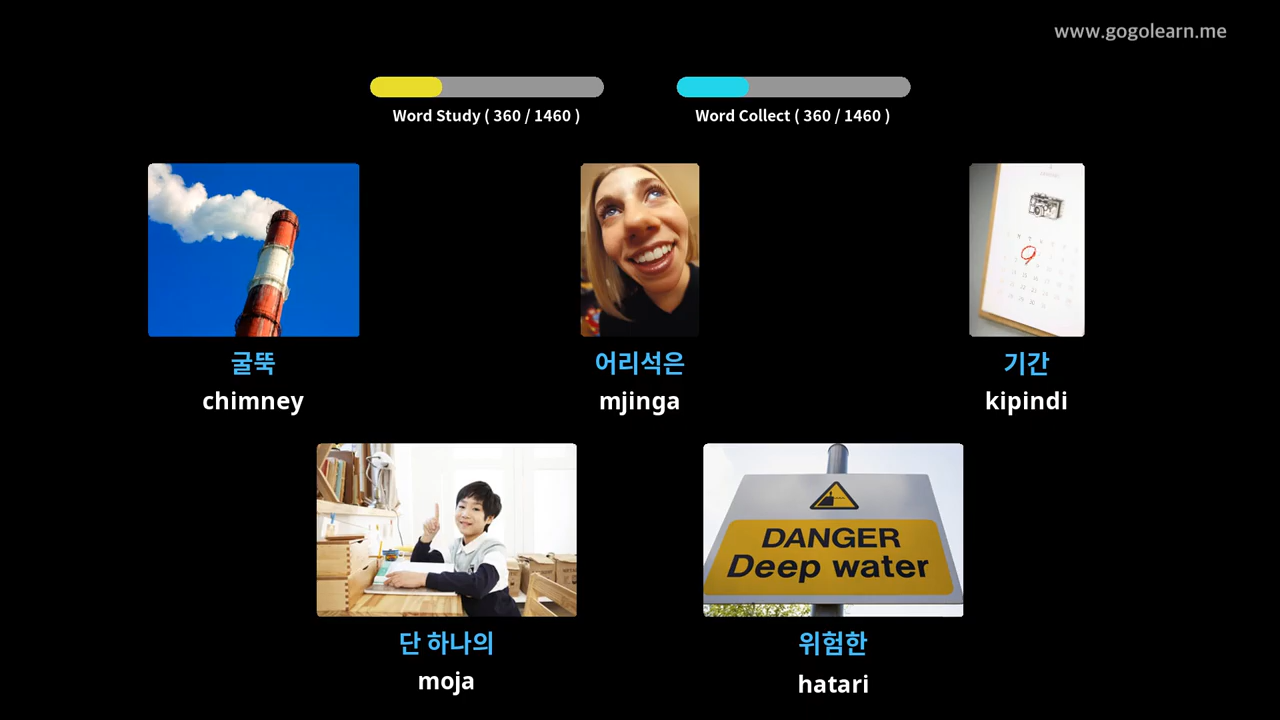 www.gogolearn.me
Word Study ( 360 / 1460 )
Word Collect ( 360 / 1460 )
굴뚝
chimney
어리석은
mjinga
9
기간
kipindi
DANGER
Deep water
단 하나의
moja
위험한
hatari